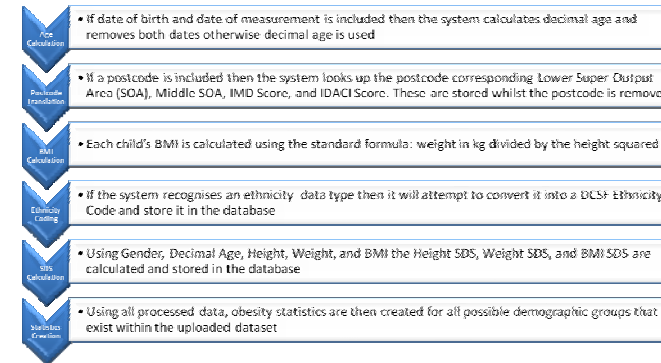 Age
Calculation
• If date of birth and date of measurement is included then the system calculates decimal age and
removes both dates otherwise decimal age is used
Postcode
Translation
• If a postcode is included then the system looks up the postcode corresponding Lower Super Output
Area (SOA), Middle SOA, IMD Score, and IDACI Score. These are stored whilst the postcode is remove
BMI
Calculation
• Each child's BMI is calculated using the standard formula: weight in kg divided by the height squared
Ethnicity
Coding
• If the system recognises an ethnicity data type then it will attempt to convert it into a DCSF Ethnicity
Code and store it in the database
SDS
Calculation
• Using Gender, Decimal Age, Height, Weight, and BMI the Height SDS, Weight SDS, and BMI SDS are
calculated and stored in the database
Statistics
Creation
• Using all processed data, obesity statistics are then created for all possible demographic groups that
exist within the uploaded dataset